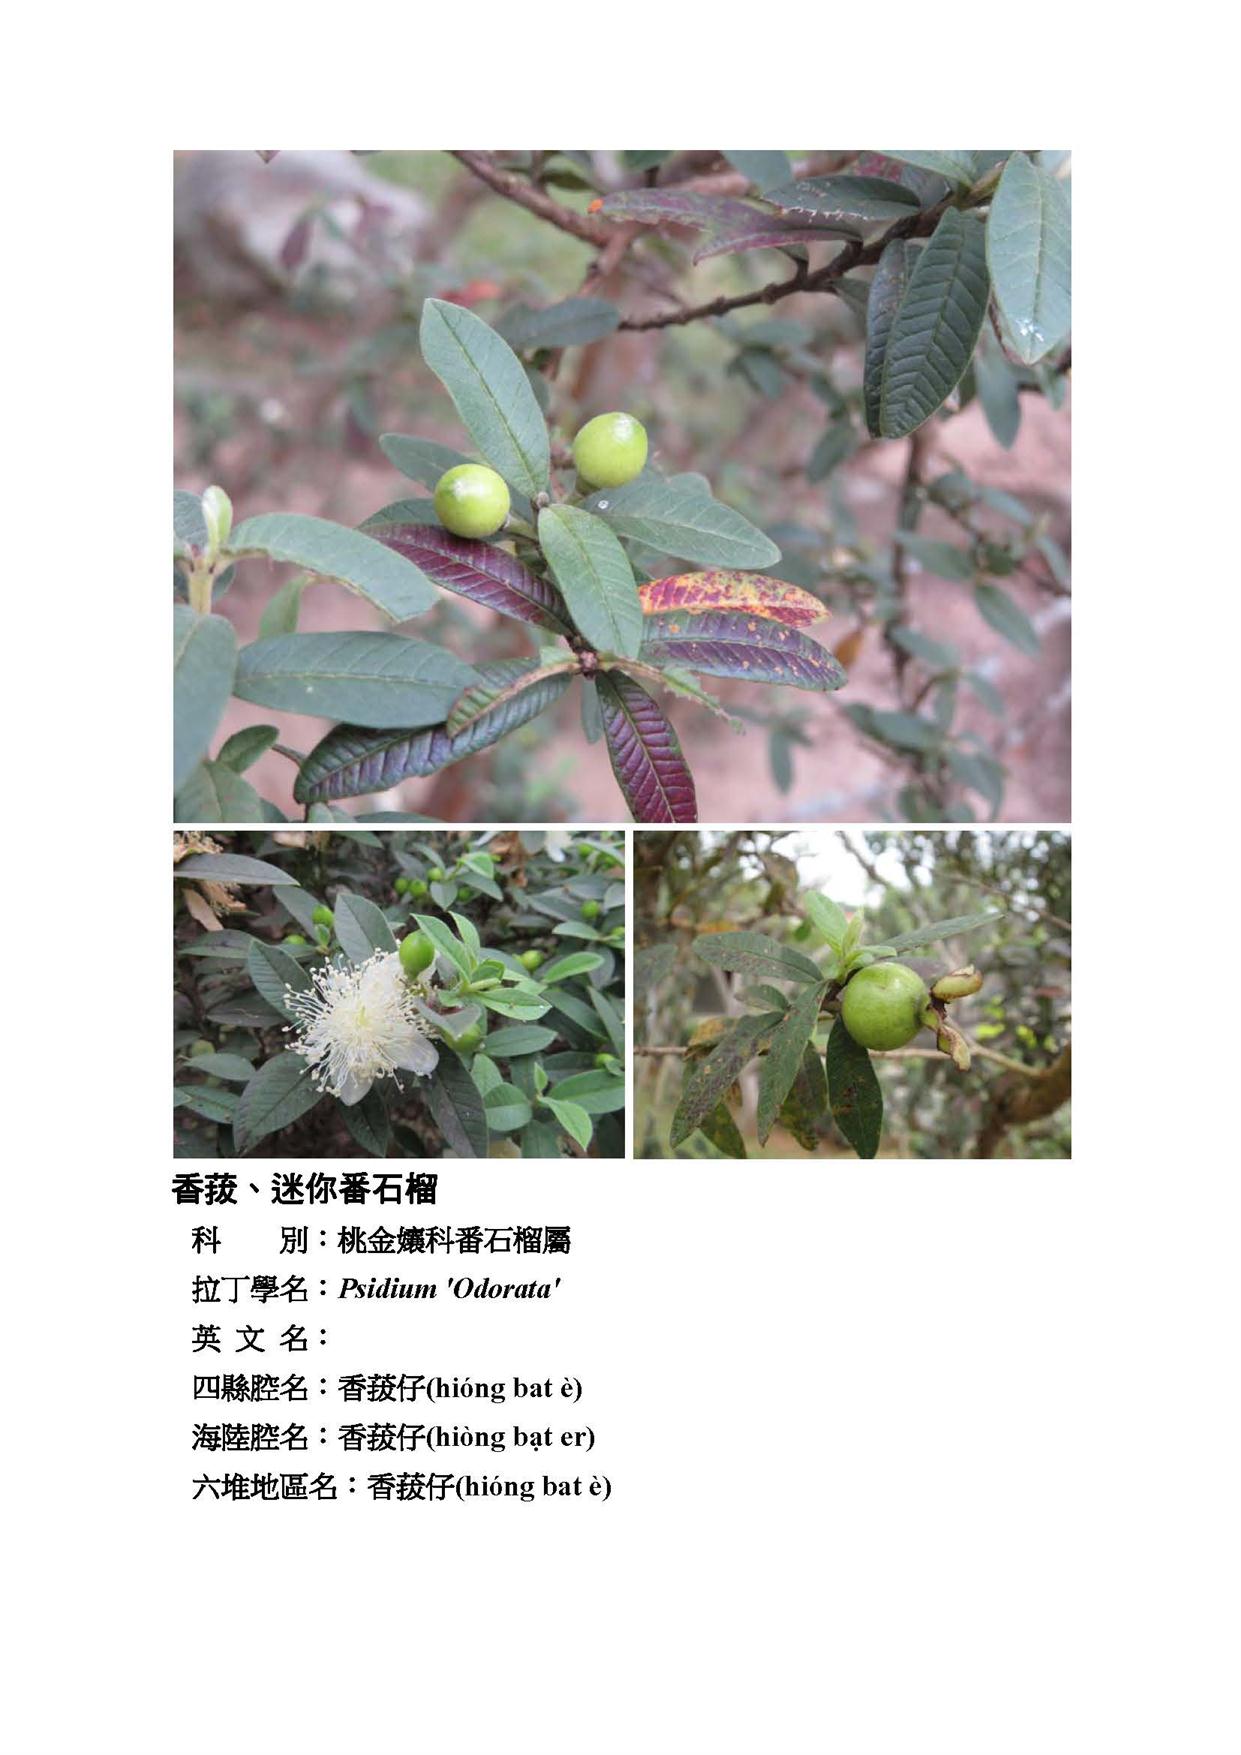 香菝、迷你番石榴
科　　別：桃金孃科番石榴屬
拉丁學名：Psidium 'Odorata'
英 文 名：
四縣腔名：香菝仔(hióng bat è)
海陸腔名：香菝仔(hiòng bạt er)
六堆地區名：香菝仔(hióng bat è)